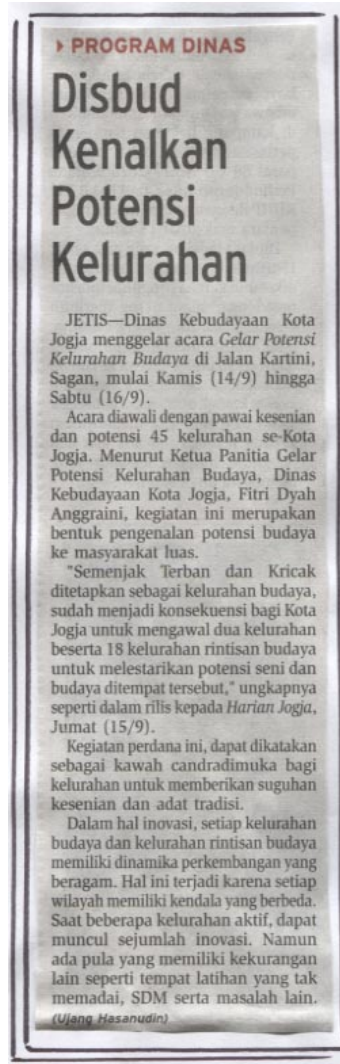 PROGRAM DINAS
Disbud
Kenalkan
Potensi
Kelurahan
JETIS—Dinas Kebudayaan Kota
Jogja menggelar acara Gelar Potensi
Kelurahan Budaya di Jalan Kartini,
Sagan, mulai Kamis (14/9) hingga
Sabtu (16/9).
Acara diawali dengan pawai kesenian
dan potensi 45 kelurahan se-Kota
Jogja. Menurut Ketua Panitia Gelar
Potensi Kelurahan Budaya, Dinas
Kebudayaan Kota Jogja, Fitri Dyah
Anggraini, kegiatan ini merupakan
bentuk pengenalan potensi budaya
ke masyarakat luas.
"Semenjak Terban dan Kricak
ditetapkan sebagai kelurahan budaya,
sudah menjadi konsekuensi bagi Kota
Jogja untuk mengawal dua kelurahan
beserta 18 kelurahan rintisan budaya
untuk melestarikan potensi seni dan
budaya ditempat tersebut," ungkapnya
seperti dalam rilis kepada Harian Jogja,
Jumat (15/9).
Kegiatan perdana ini, dapat dikatakan
sebagai kawah candradimuka bagi
kelurahan untuk memberikan suguhan
kesenian dan adat tradisi.
Dalam hal inovasi, setiap kelurahan
budaya dan kelurahan rintisan budaya
memiliki dinamika perkembangan yang
beragam. Hal ini terjadi karena setiap
wilayah memiliki kendala yang berbeda.
Saat beberapa kelurahan aktif, dapat
muncul sejumlah inovasi. Namun
ada pula yang memiliki kekurangan
lain seperti tempat latihan yang tak
memadai, SDM serta masalah lain.
(Ujang Hasanudin)